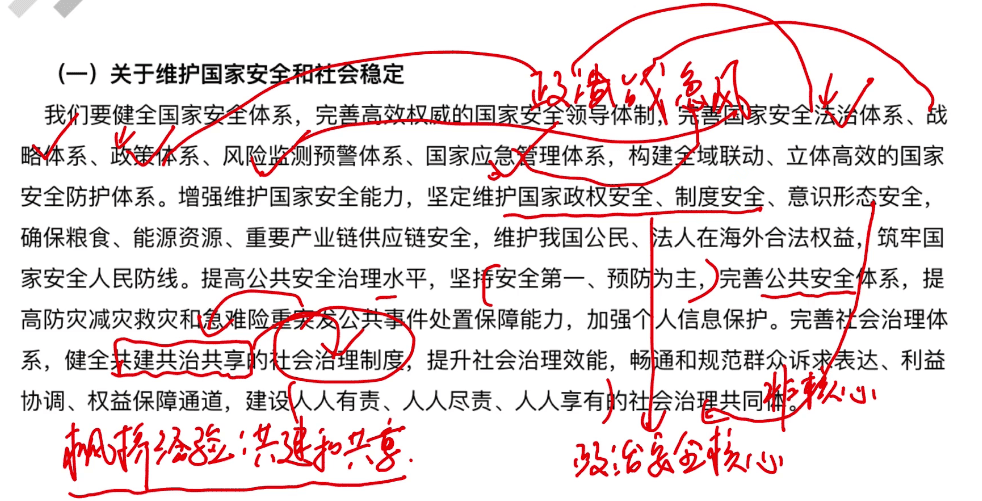 （一）关于维护国家安全和社会稳定
政法战急风
我们要健全国家安全体系，完善高效权威的国家安全领导体制，完善国家安全法治体系、战
略体系、政策体系、风险监测预警体系、国家应急管理体系，构建全域联动、立体高效的国家
安全防护体系。增强维护国家安全能力，坚定维护国家政权安全、制度安全、意识形态安全，
确保粮食、能源资源、重要产业链供应链安全，维护我国公民、法人在海外合法权益，筑牢国
家安全人民防线。提高公共安全治理水平，坚持安全第一、预防为主，完善公共安全体系，提
高防灾减灾救灾和急难险重突发公共事件处置保障能力，加强个人信息保护。完善社会治理体
系，健全共建共治共享的社会治理制度，提升社会治理效能，畅通和规范群众诉求表达、利益
协调、权益保障通道，建设人人有责、人人尽责、人人享有的社会治理共同体。
非核心
枫桥经验：共建和共享.
政治安全核心